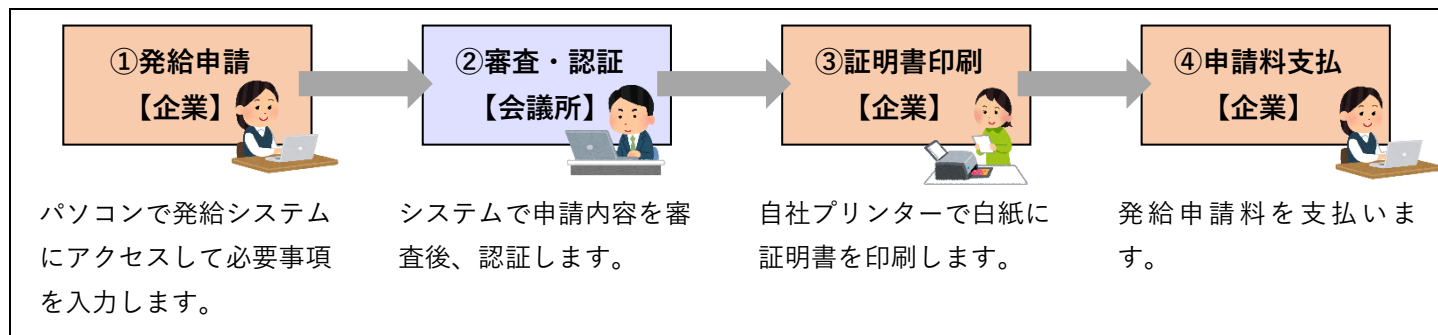 ①発給申請
【企業】
②審査・認証
【会議所】
③証明書印刷
【企業】
④申請料支払
【企業】
パソコンで発給システム
にアクセスして必要事項
を入力します。
システムで申請内容を審
査後、認証します。
自社プリンターで白紙に
証明書を印刷します。
発給申請料を支払いま
す。